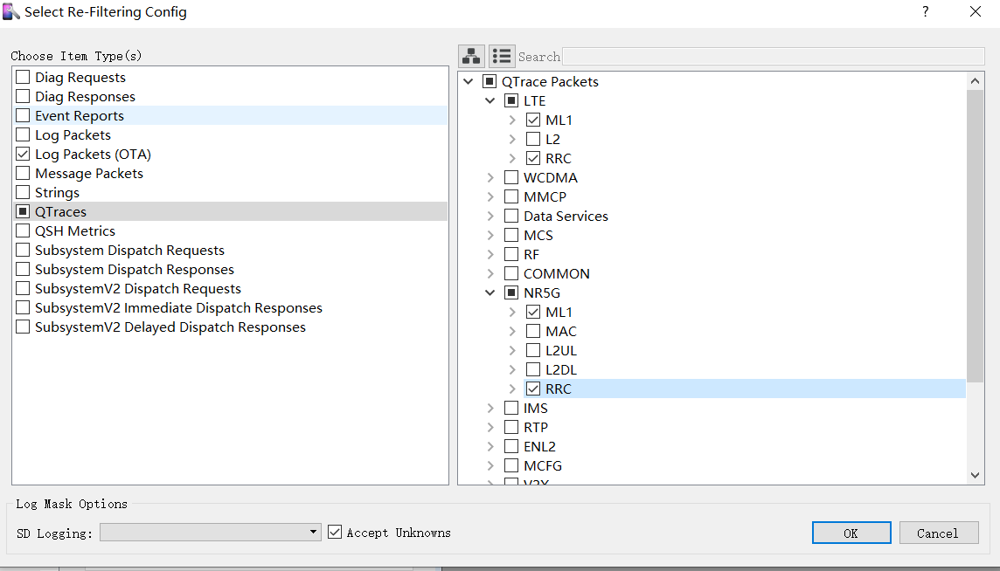 Select Re-Filtering Config
?
Choose Item Type(s)
Diag Requests
Diag Responses
Event Reports
Log Packets
Log Packets (OTA)
Message Packets
Strings
QTraces
QSH Metrics
Subsystem Dispatch Requests
Subsystem Dispatch Responses
SubsystemV2 Dispatch Requests
SubsystemV2 Immediate Dispatch Responses
SubsystemV2 Delayed Dispatch Responses
Search
QTrace Packets
LTE
ML1
L2
RRC
WCDMA
MMCP
Data Services
MCS
RF
COMMON
NR5G
ML1
MAC
L2UL
L2DL
RRC
IMS
RTP
ENL2
MCFG
V2X
Log Mask Options
SD Logging:
Accept Unknowns
OK
Cancel